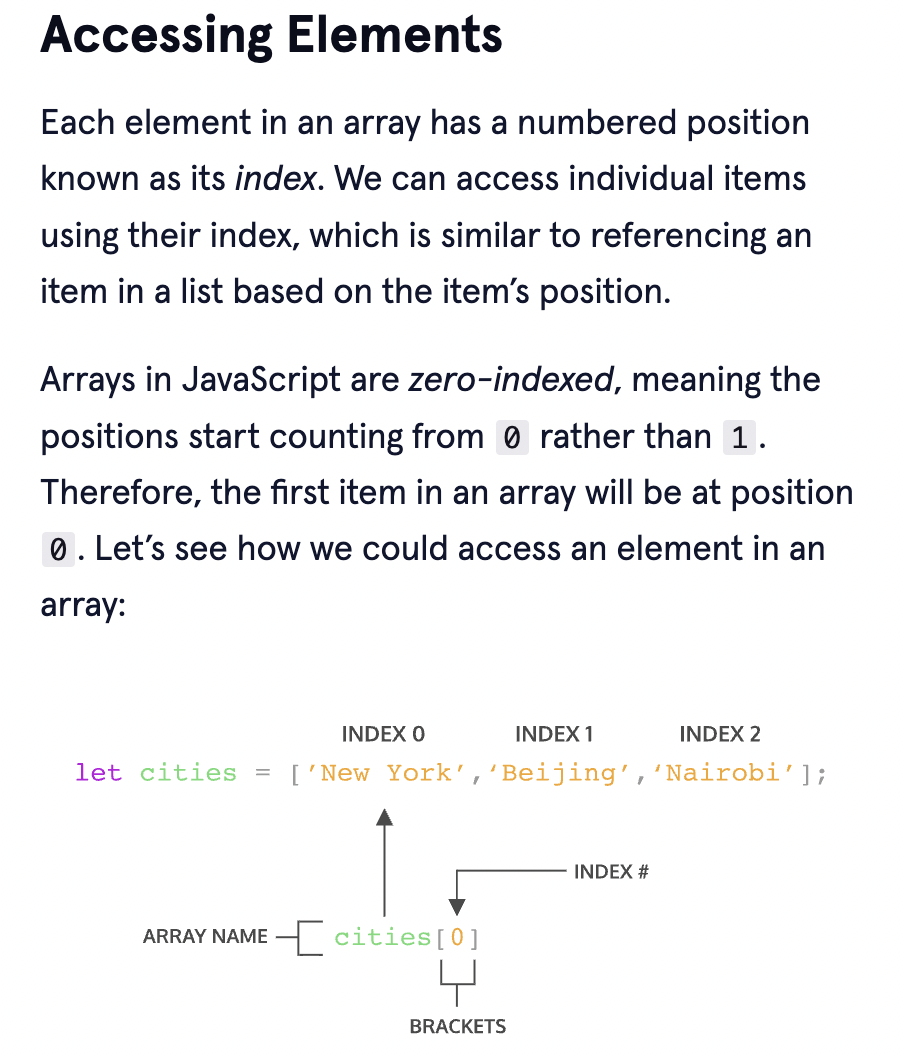 Accessing Elements
Each element in an array has a numbered position
known as its index. We can access individual items
using their index, which is similar to referencing an
item in a list based on the item’s position.
Arrays in JavaScript are zero-indexed, meaning the
positions start counting from 0 rather than 1.
Therefore, the first item in an array will be at position
0. Let’s see how we could access an element in an
array:
INDEX 0 INDEX 1 INDEX 2
let cities = [’New York’,‘Beijing’,‘Nairobi’];
INDEX #
ARRAY NAME cities[0]
BRACKETS